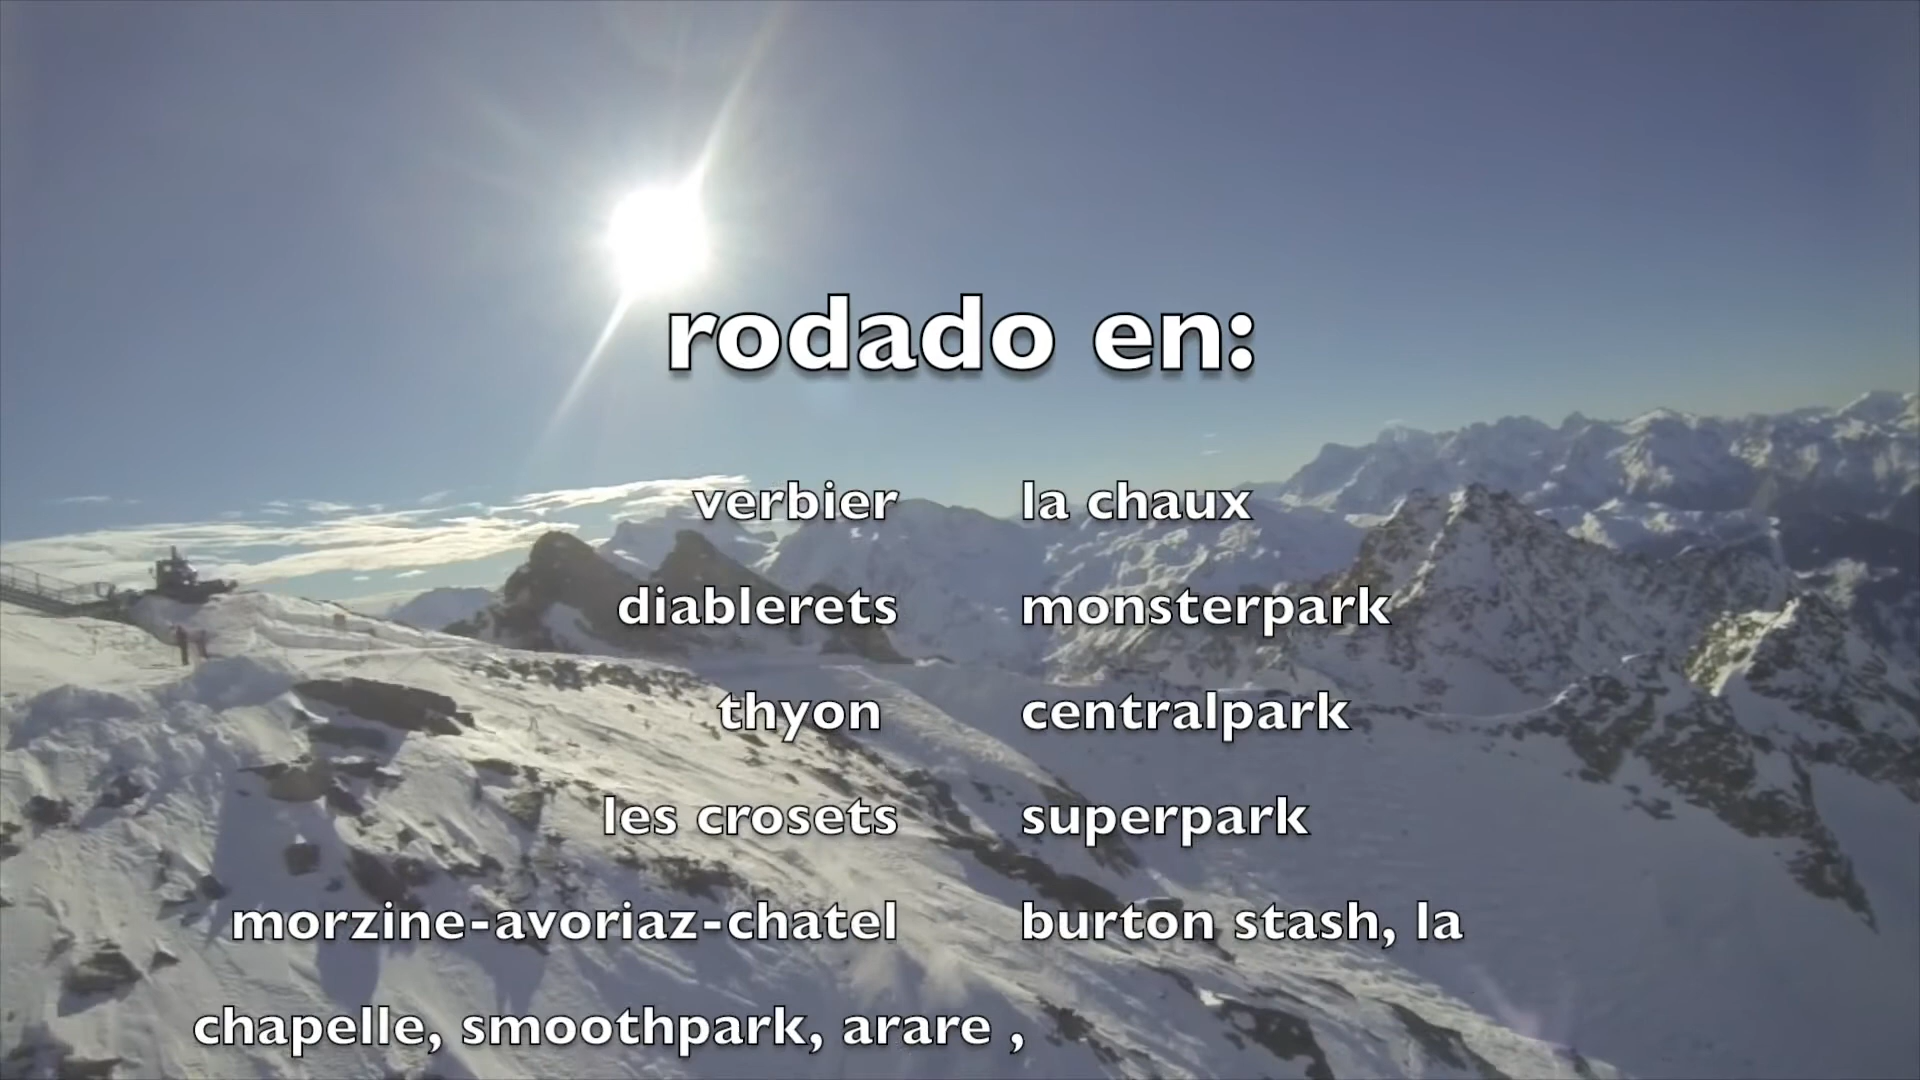 rodado en:
verbier la chaux
diablerets monsterpark
thyon centralpark
les crosets superpark
morzine-avoriaz-chatel burton stash, la
chapelle, smoothpark, arare ,